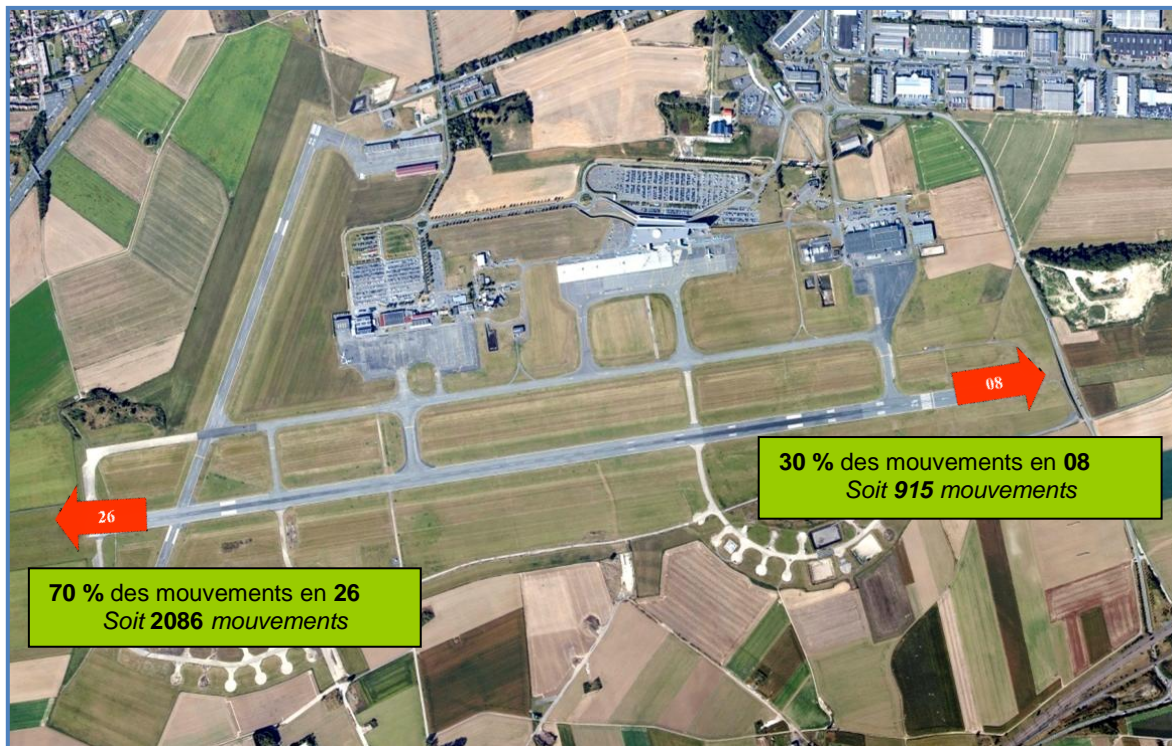 08
30 % des mouvements en 08
Soit 915 mouvements
26
70 % des mouvements en 26
Soit 2086 mouvements